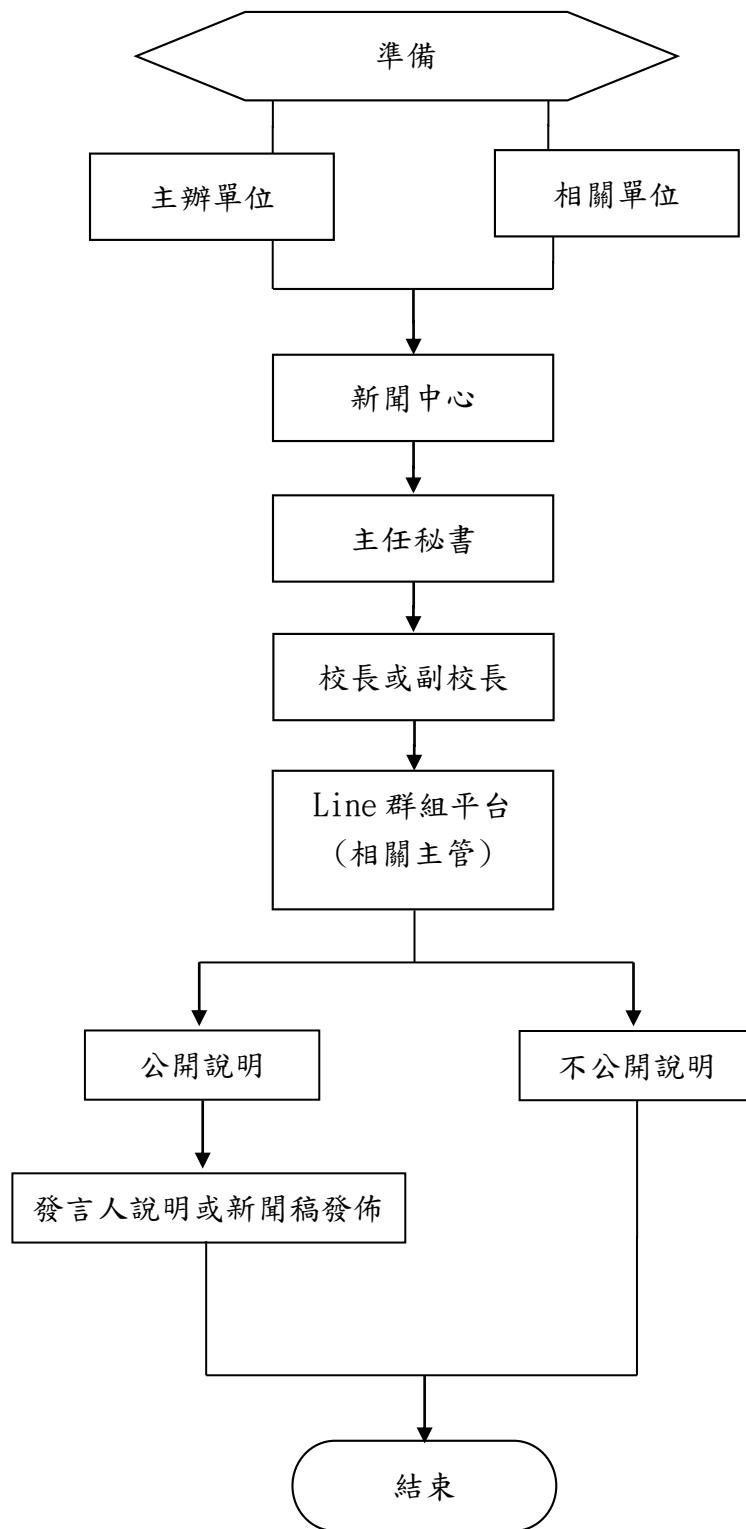 準備
主辦單位
相關單位
新聞中心
主任秘書
校長或副校長
Line 群組平台
（相關主管）
公開說明
不公開說明
發言人說明或新聞稿發佈
結束